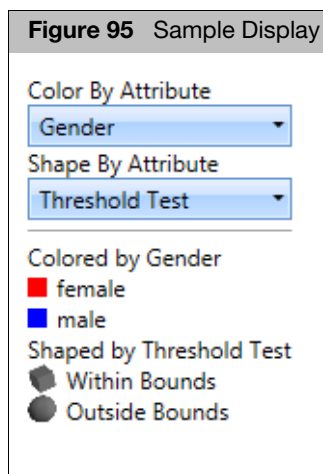 Figure 95 Sample Display
Color By Attribute
Gender
Shape By Attribute
Threshold Test
Colored by Gender
female
male
Shaped by Threshold Test
Within Bounds
Outside Bounds